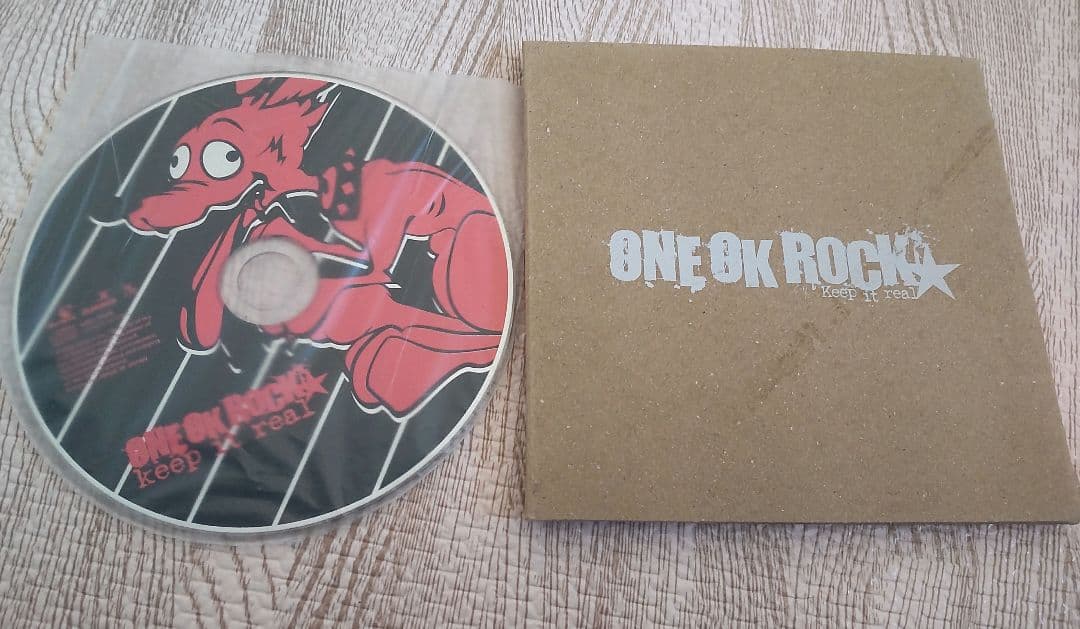 ONE OK ROCK
keep it real
ONE OK ROCK
Keep it real